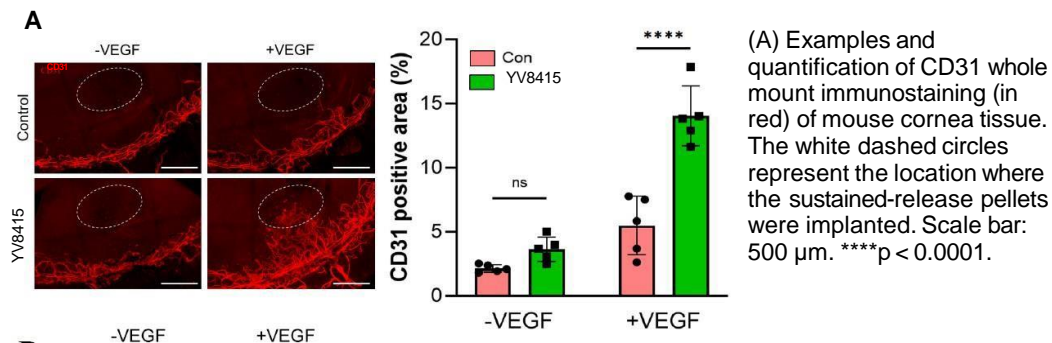 A
-VEGF
+VEGF
CD31
Control
YV8415
CD31 positive area (%)
20
15
10
5
0
Con
YV8415
ns
****
-VEGF
+VEGF
(A) Examples and
quantification of CD31 whole
mount immunostaining (in
red) of mouse cornea tissue.
The white dashed circles
represent the location where
the sustained-release pellets
were implanted. Scale bar:
500 µm. ****p < 0.0001.
-VEGF
+VEGF